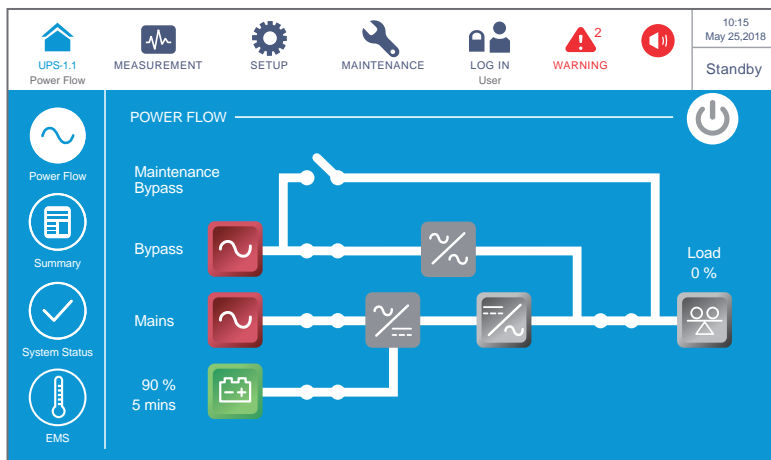 10:15
May 25,2018
Standby
UPS-1.1
Power Flow
MEASUREMENT
SETUP
MAINTENANCE
LOG IN
User
2
WARNING
POWER FLOW
Power Flow
Summary
System Status
EMS
Maintenance
Bypass
Bypass
Mains
90 %
5 mins
Load
0 %